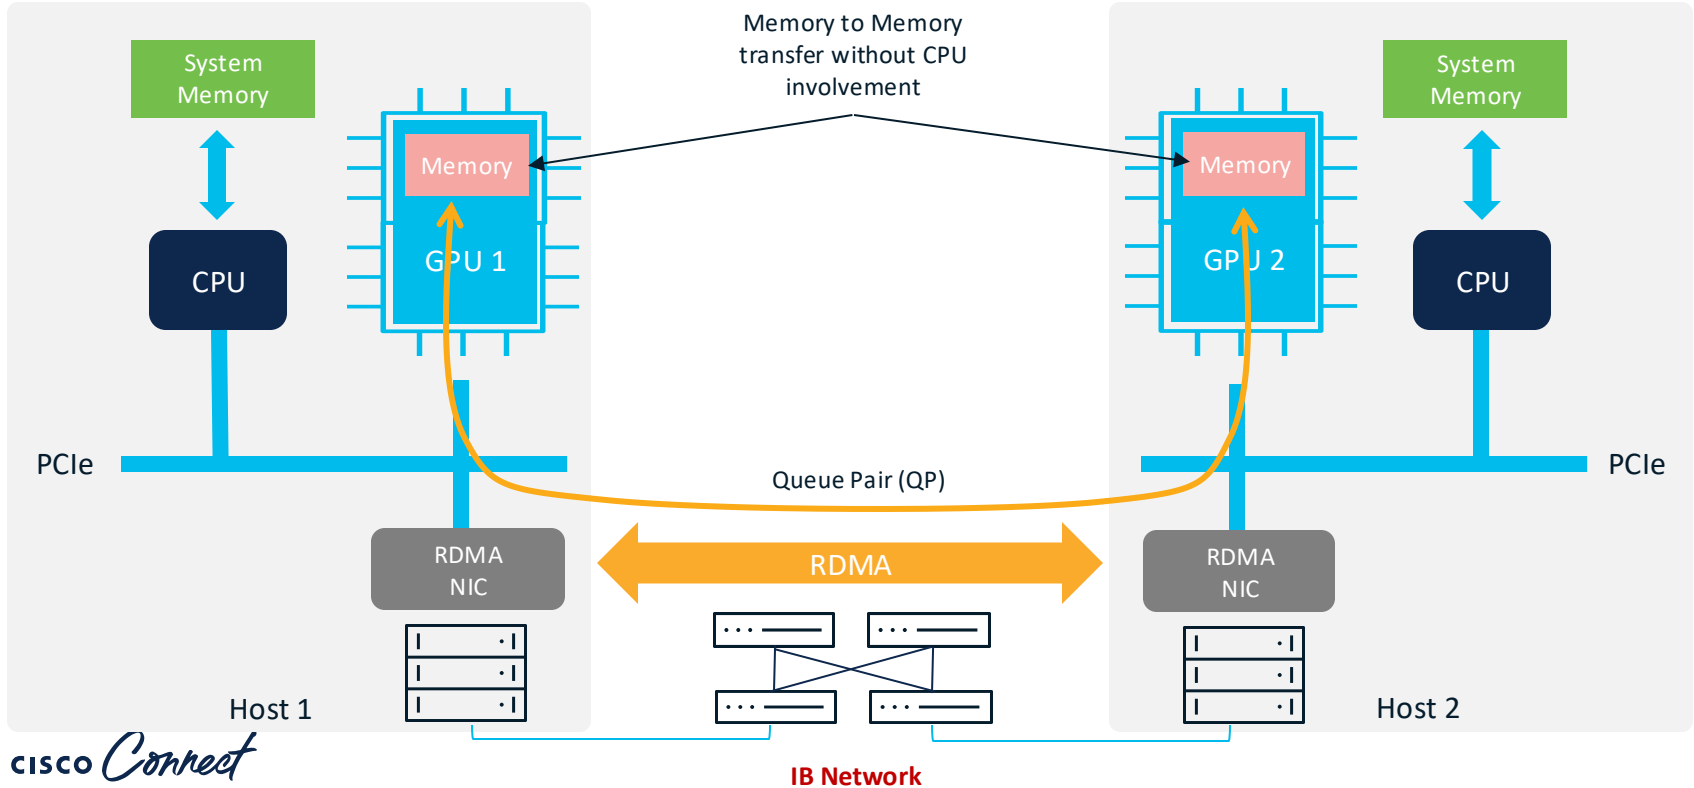 Memory to Memory
transfer without CPU
involvement
System
Memory
Memory
GPU 1
CPU
PCIe
RDMA
NIC
Host 1
Queue Pair (QP)
RDMA
IB Network
System
Memory
Memory
GPU 2
CPU
PCIe
RDMA
NIC
Host 2
CISCO Connect